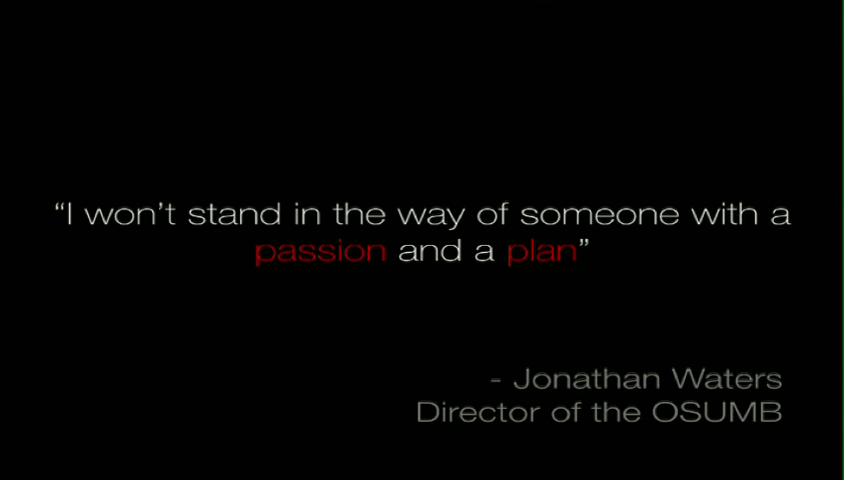 “I won’t stand in the way of someone with a
passion and a plan”
- Jonathan Waters
Director of the OSUMB